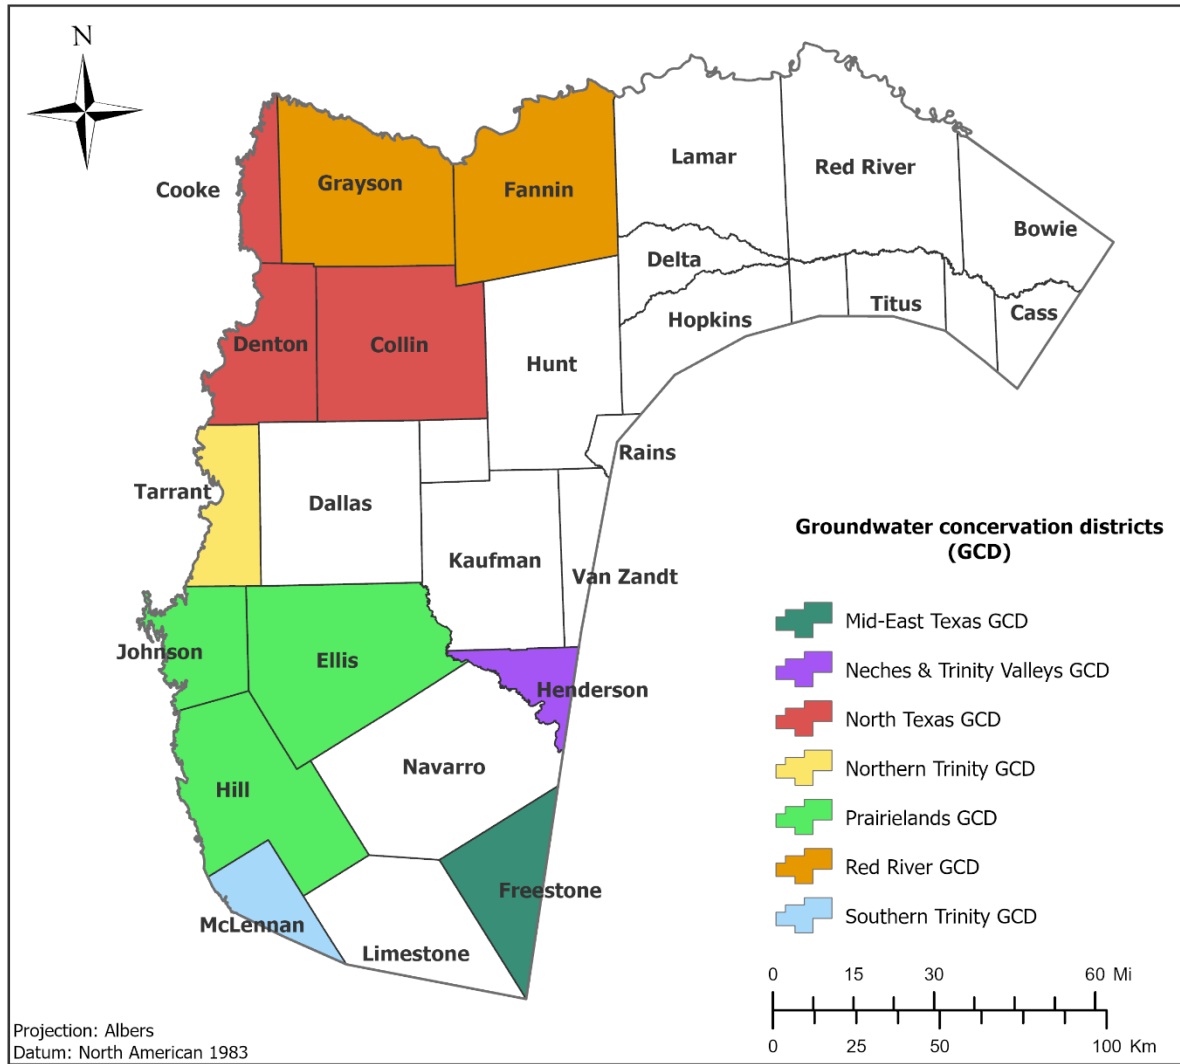 N
Lamar
Red River
Cooke
Grayson
Fannin
Bowie
Delta
Titus
Cass
Hopkins
Denton
Collin
Hunt
Rains
Tarrant
Dallas
Kaufman
Van Zandt
Johnson
Ellis
Henderson
Navarro
Hill
Freestone
McLennan
Limestone
Groundwater concervation districts
(GCD)
Mid-East Texas GCD
Neches & Trinity Valleys GCD
North Texas GCD
Northern Trinity GCD
Prairielands GCD
Red River GCD
Southern Trinity GCD
0 15 30 60 Mi
0 25 50 100 Km
Projection: Albers
Datum: North American 1983